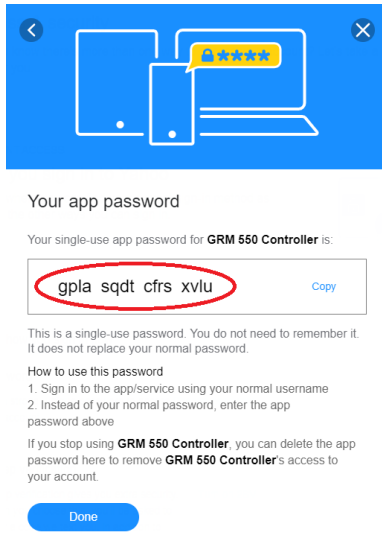 ****
Your app password
Your single-use app password for GRM 550 Controller is:
gpla sqdt cfrs xvlu
Copy
This is a single-use password. You do not need to remember it.
It does not replace your normal password.
How to use this password
1. Sign in to the app/service using your normal username
2. Instead of your normal password, enter the app
password above
If you stop using GRM 550 Controller, you can delete the app
password here to remove GRM 550 Controller's access to
your account.
Done